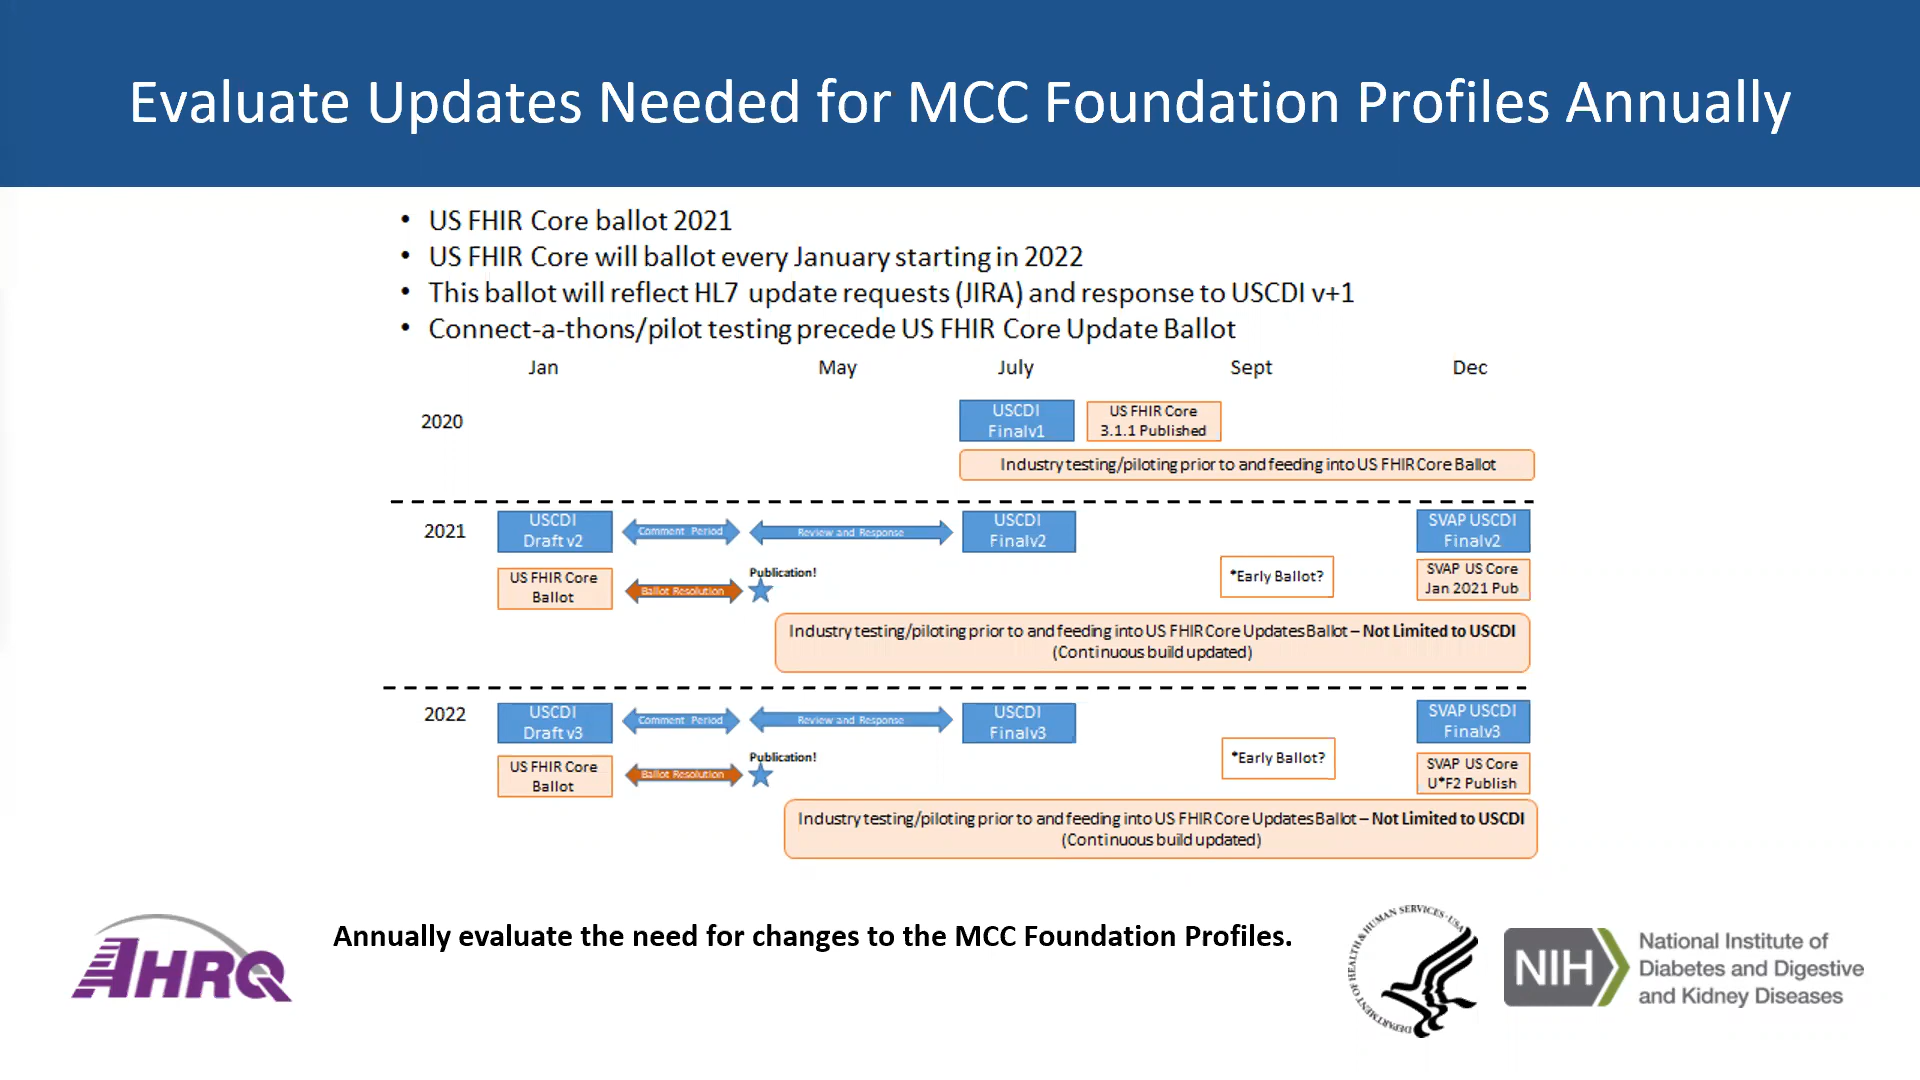 Evaluate Updates Needed for MCC Foundation Profiles Annually
• US FHIR Core ballot 2021
• US FHIR Core will ballot every January starting in 2022
• This ballot will reflect HL7 update requests (JIRA) and response to USCDI v+1
• Connect-a-thons/pilot testing precede US FHIR Core Update Ballot
Jan May July Sept Dec
2020
USCDI
Finalv1
US FHIR Core
3.1.1 Published
Industry testing/piloting prior to and feeding into US FHIR Core Ballot
2021
USCDI
Draft v2
Comment Period
Review and Response
USCDI
Finalv2
SVAP USCDI
Finalv2
US FHIR Core
Ballot
Ballot Resolution
Publication!
*Early Ballot?
SVAP US Core
Jan 2021 Pub
Industry testing/piloting prior to and feeding into US FHIR Core Updates Ballot – Not Limited to USCDI
(Continuous build updated)
2022
USCDI
Draft v3
Comment Period
Review and Response
USCDI
Finalv3
SVAP USCDI
Finalv3
US FHIR Core
Ballot
Ballot Resolution
Publication!
*Early Ballot?
SVAP US Core
U*F2 Publish
Industry testing/piloting prior to and feeding into US FHIR Core Updates Ballot – Not Limited to USCDI
(Continuous build updated)
AHRQ
Annually evaluate the need for changes to the MCC Foundation Profiles.
DEPARTMENT OF HEALTH & HUMAN SERVICES · USA
NIH
National Institute of
Diabetes and Digestive
and Kidney Diseases